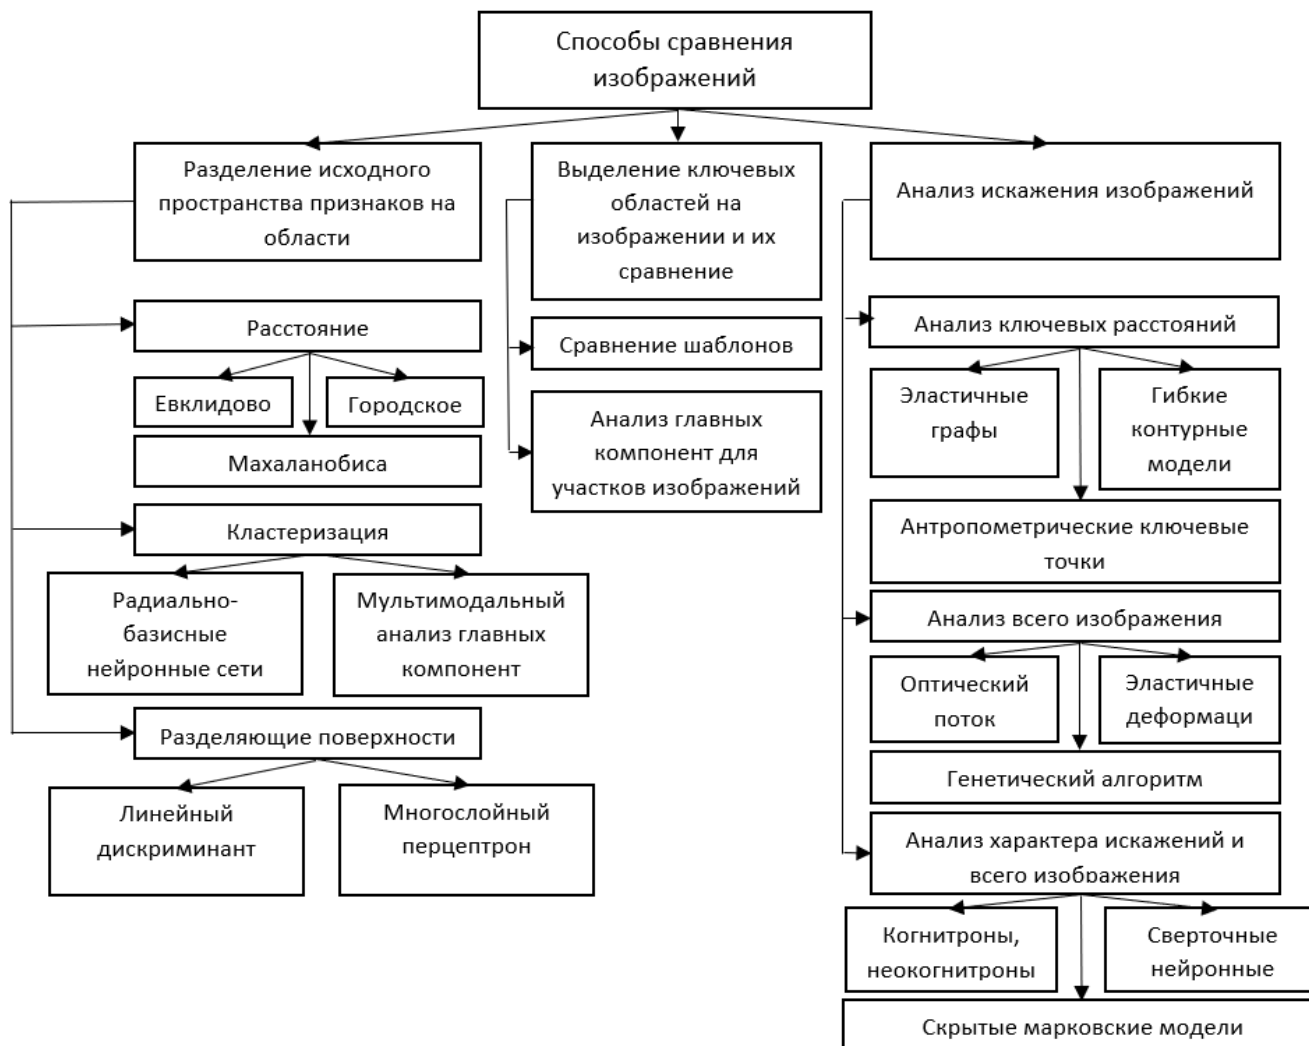 Способы сравнения
изображений
Разделение исходного
пространства признаков на
области
Выделение ключевых
областей на
изображении и их
сравнение
Анализ искажения изображений
Расстояние
Евклидово
Городское
Махаланобиса
Кластеризация
Радиально-
базисные
нейронные сети
Мультимодальный
анализ главных
компонент
Разделяющие поверхности
Линейный
дискриминант
Многослойный
перцептрон
Сравнение шаблонов
Анализ главных
компонент для
участков изображений
Анализ ключевых расстояний
Эластичные
графы
Гибкие
контурные
модели
Антропометрические ключевые
точки
Анализ всего изображения
Оптический
поток
Эластичные
деформаци
Генетический алгоритм
Анализ характера искажений и
всего изображения
Когнитроны,
неокогнитроны
Сверточные
нейронные
Скрытые марковские модели